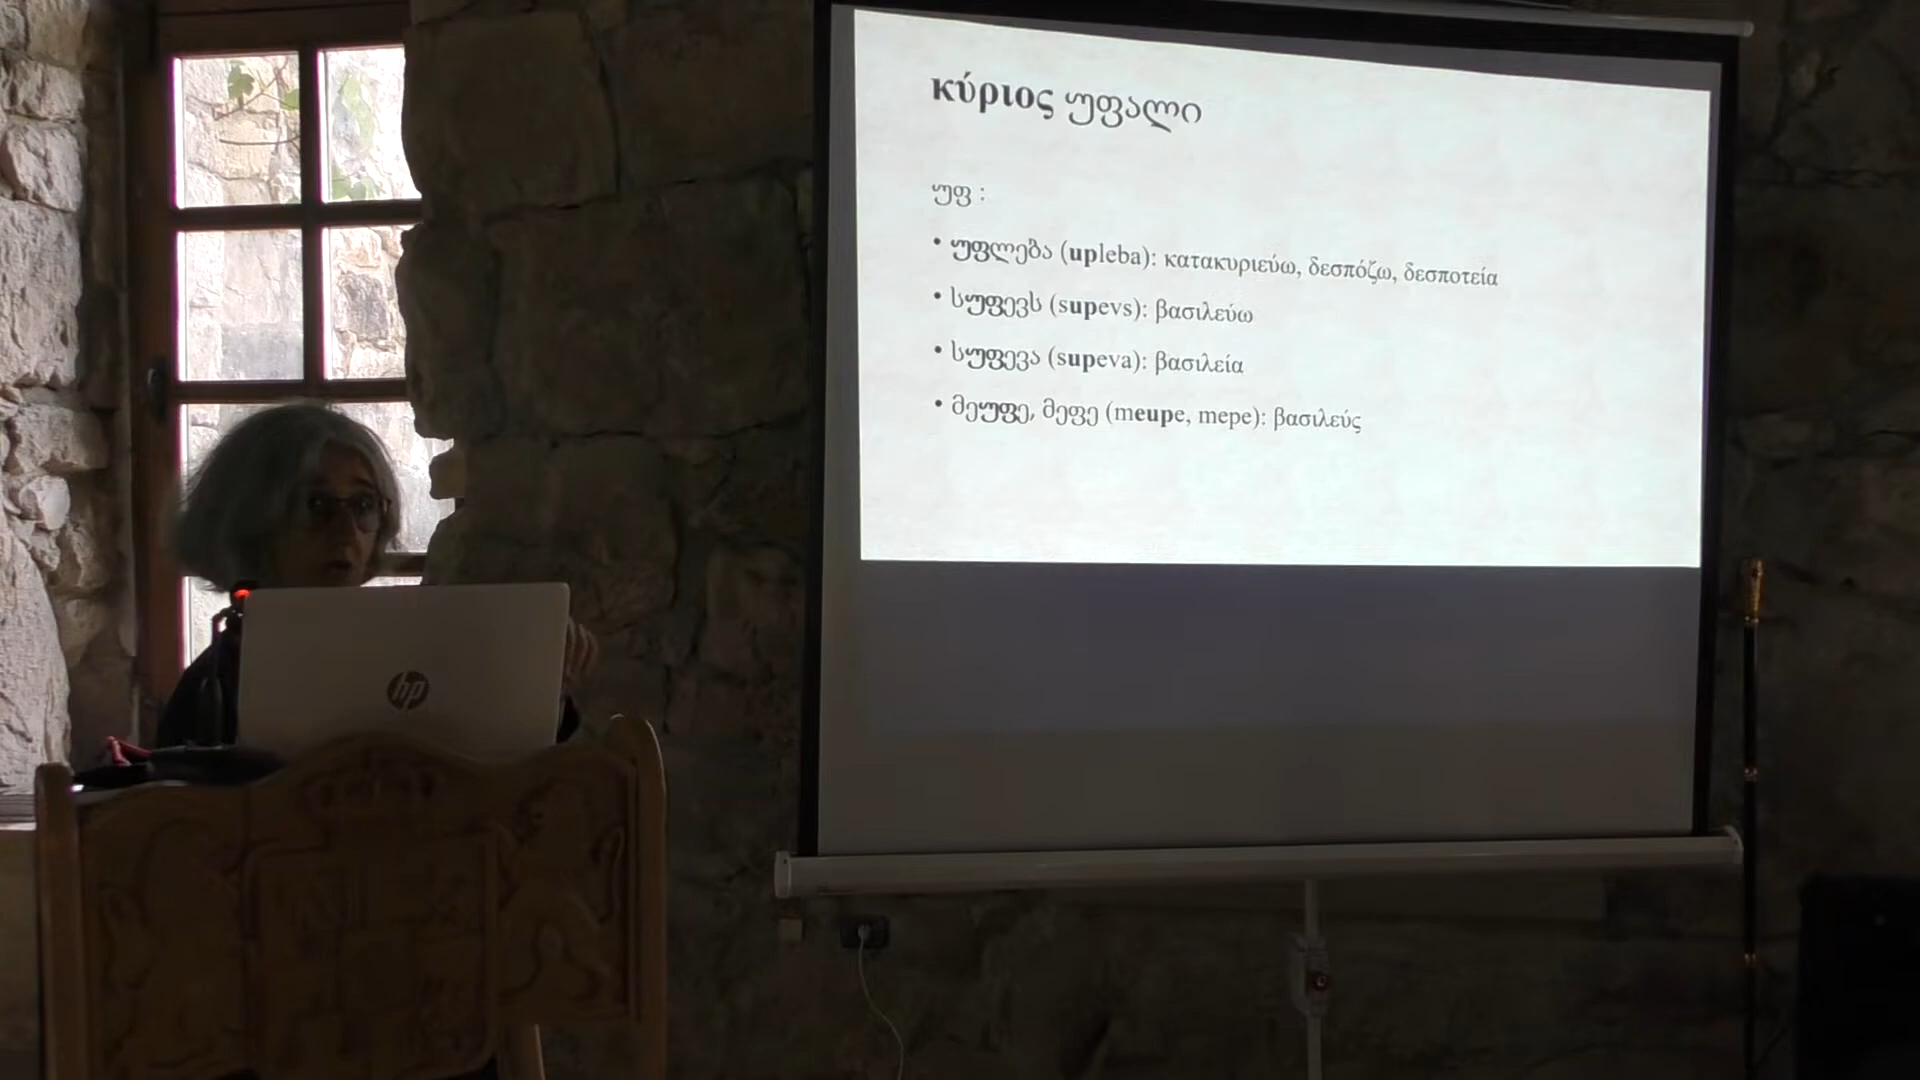 κύριος უფალი
უფ :
• უფლება (upleba): κατακυριεύω, δεσπόζω, δεσποτεία
• სუფევს (supevs): βασιλεύω
• სუფევა (supeva): βασιλεία
• მეუფე, მეფე (meupe, mepe): βασιλεύς
hp